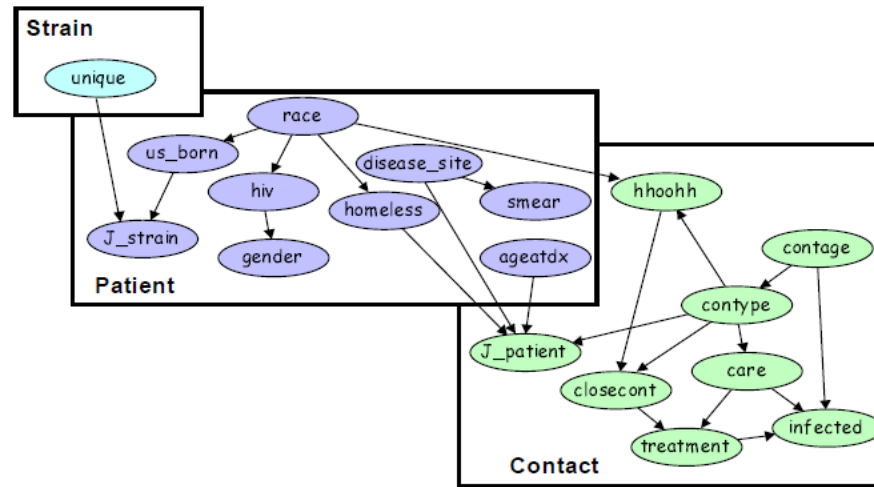 Strain
unique
race
us_born
disease_site
hiv
homeless
smear
hhoohh
J_strain
gender
ageatdx
contage
Patient
contype
J_patient
closecont
care
treatment
infected
Contact